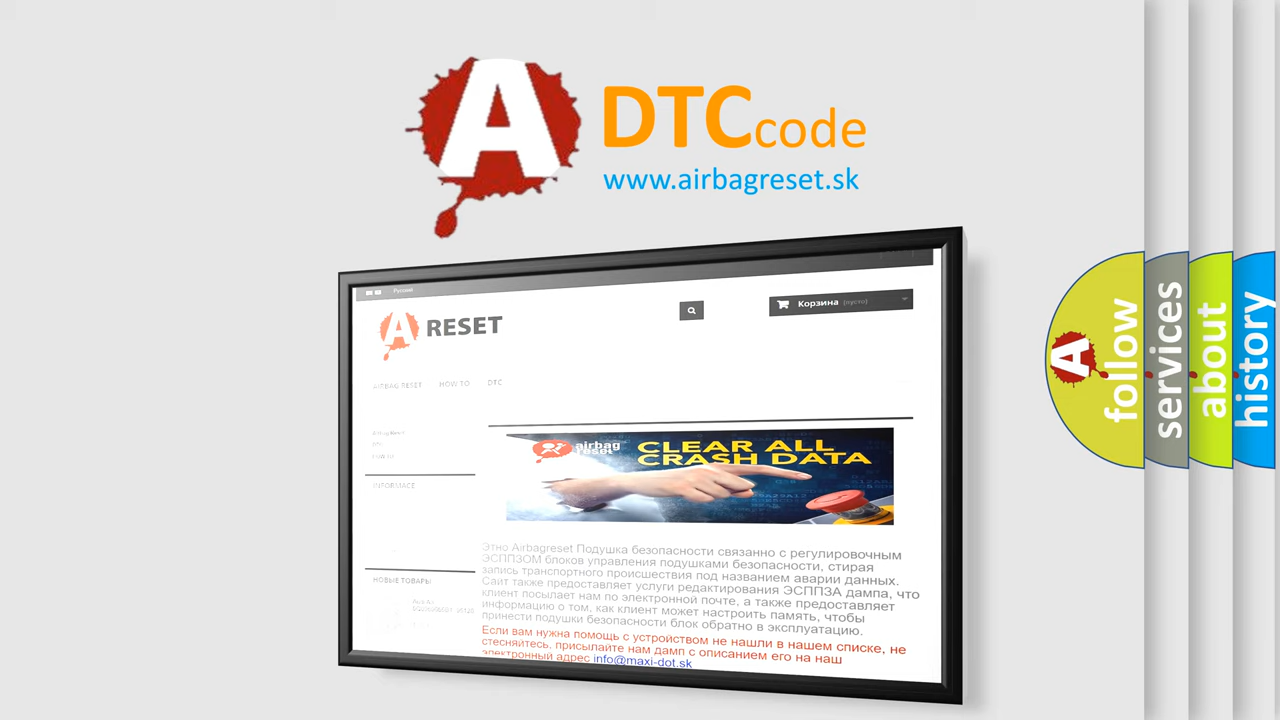 A
DTCcode
www.airbagreset.sk
Русский
A RESET
Корзина (пусто)
AIRBAG RESET HOW TO DTC
INFORMACE
НОВЫЕ ТОВАРЫ
airbag
reset
CLEAR ALL
CRASH DATA
Этно Airbagreset Подушка безопасности связанно с регулировочным
ЭСППЗОМ блоков управления подушками безопасности, стирая
запись транспортного происшествия под названием аварии данных.
Сайт также предоставляет услуги редактирования ЭСППЗА дампа, что
клиент посылает нам по электронной почте, а также предоставляет
информацию о том, как клиент может настроить память, чтобы
принести подушки безопасности блок обратно в эксплуатацию.
Если вам нужна помощь с устройством не нашли в нашем списке, не
стесняйтесь, присылайте нам дамп с описанием его на наш
электронный адрес info@maxi-dot.sk
A
follow
services
about
history